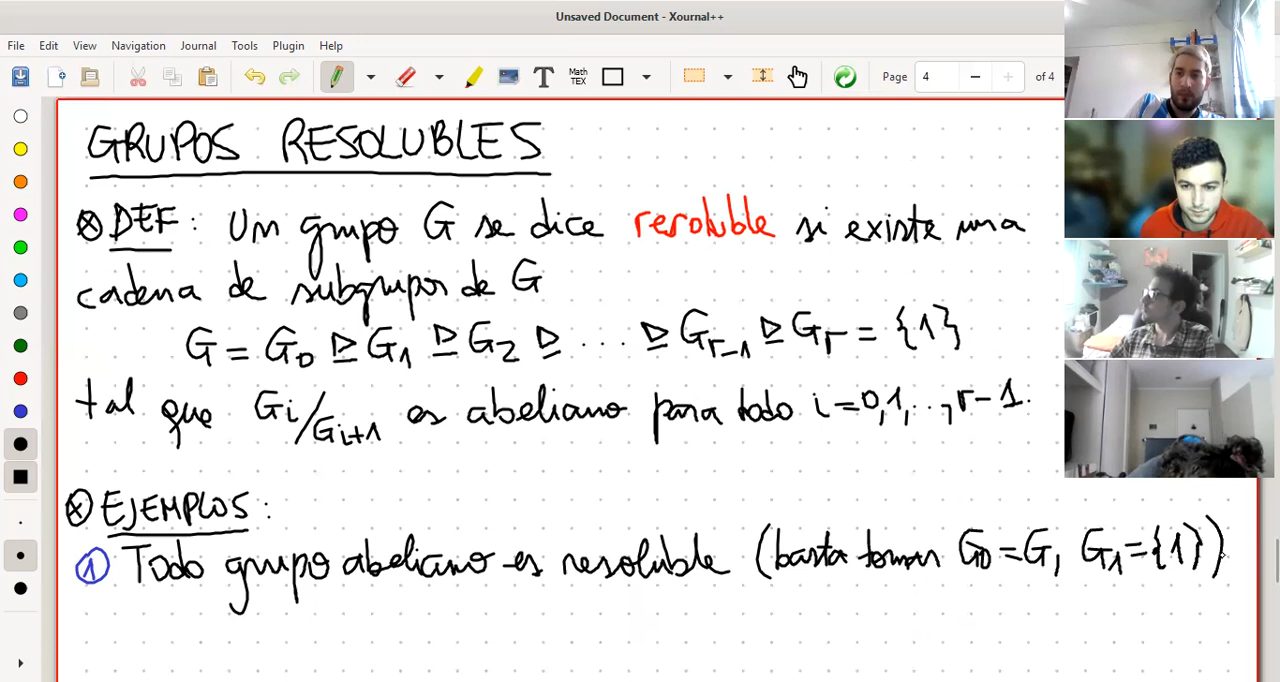 Unsaved Document - Xournal++
File Edit View Navigation Journal Tools Plugin Help
Math TEX Page 4 of 4
GRUPOS RESOLUBLES
⊗ DEF: Un grupo G se dice resoluble si existe una
cadena de subgrupos de G
G = G₀ ⊵ G₁ ⊵ G₂ ⊵ ... ⊵ Gᵣ₋₁ ⊵ Gᵣ = {1}
tal que Gᵢ/Gᵢ₊₁ es abeliano para todo i=0,1,..,r-1.
⊗ EJEMPLOS:
① Todo grupo abeliano es resoluble (basta tomar G₀=G, G₁={1})